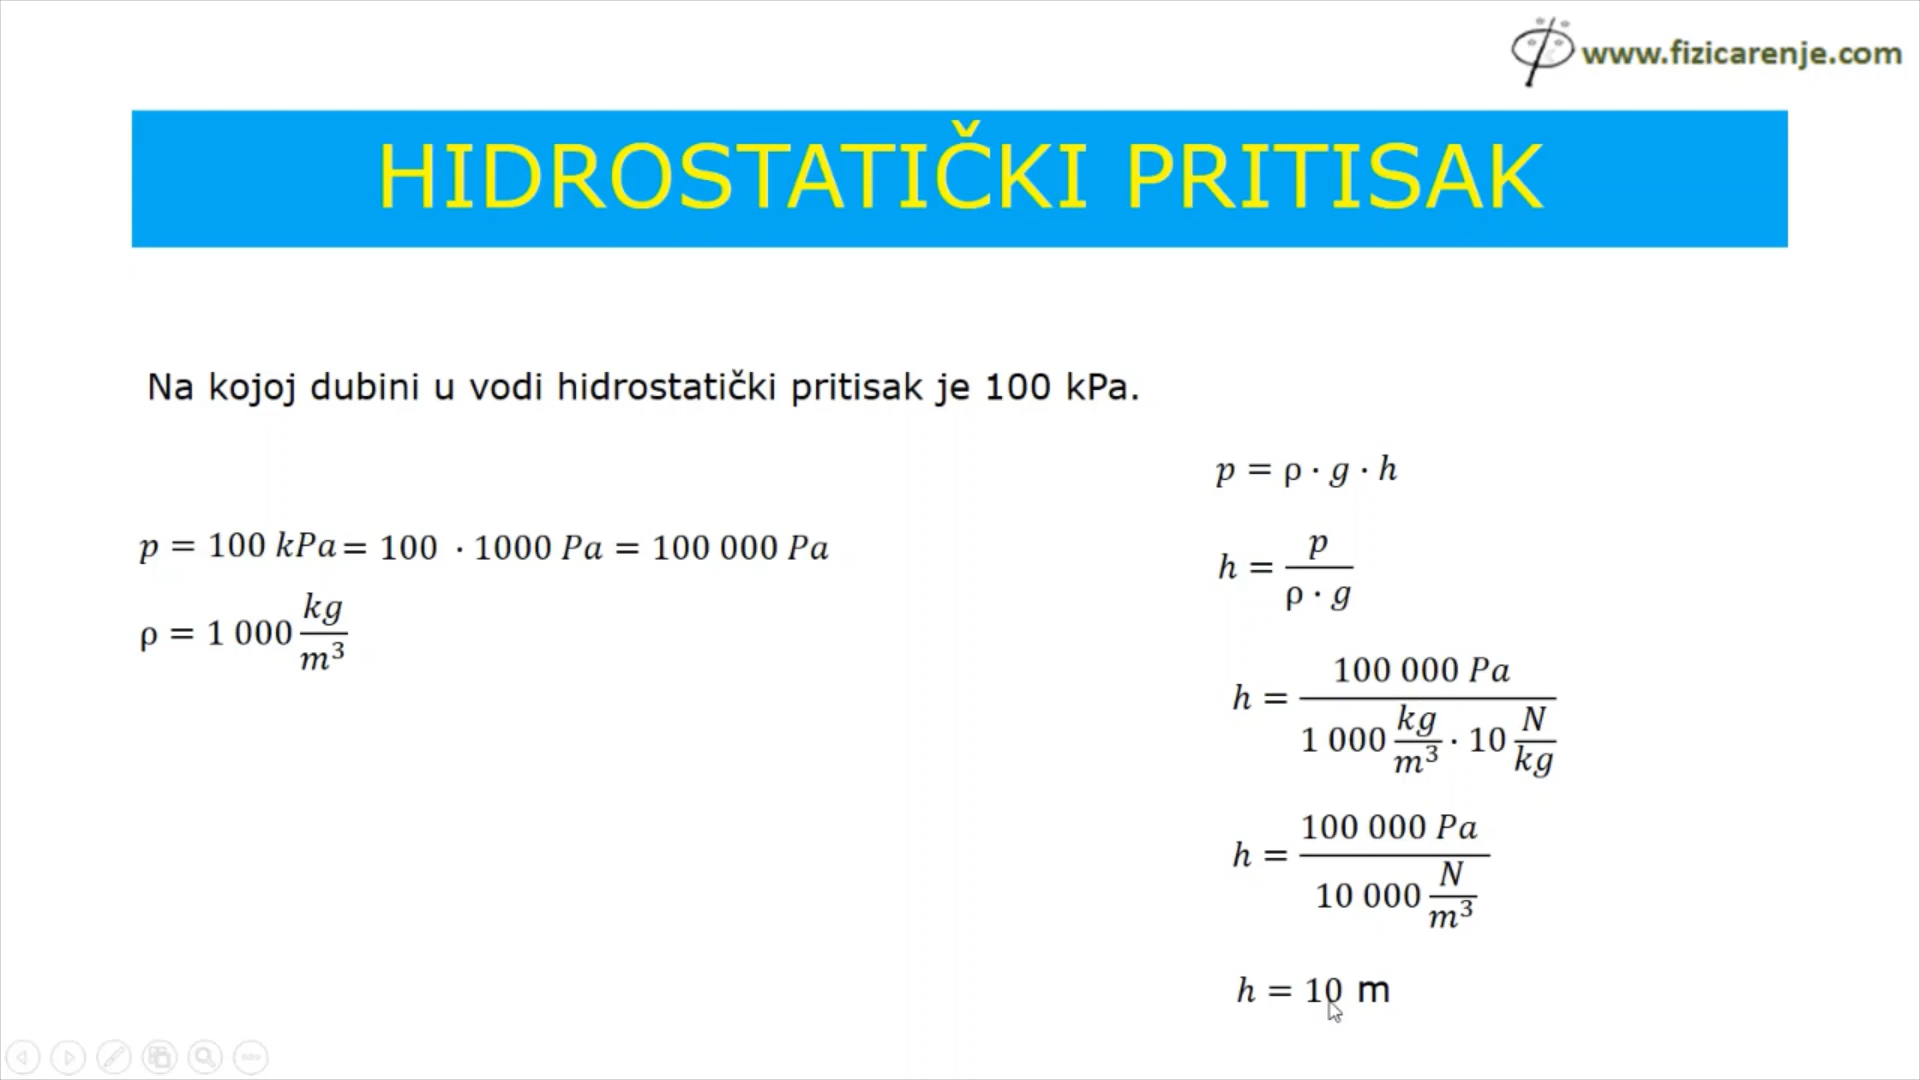 www.fizicarenje.com
HIDROSTATIČKI PRITISAK
Na kojoj dubini u vodi hidrostatički pritisak je 100 kPa.
p = 100 kPa = 100 · 1000 Pa = 100 000 Pa
ρ = 1 000 kg/m³
p = ρ · g · h
h = p/(ρ · g)
h = 100 000 Pa/(1 000 kg/m³ · 10 N/kg)
h = 100 000 Pa/(10 000 N/m³)
h = 10 m